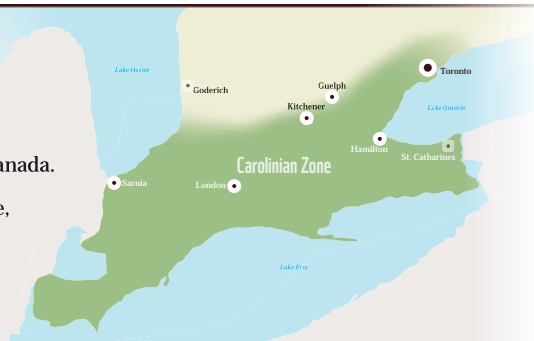 Lake Huron
Toronto
Guelph
Goderich
Kitchener
Lake Ontario
Hamilton
St. Catharines
anada.
Carolinian Zone
Sarnia
London
e,
Lake Erie